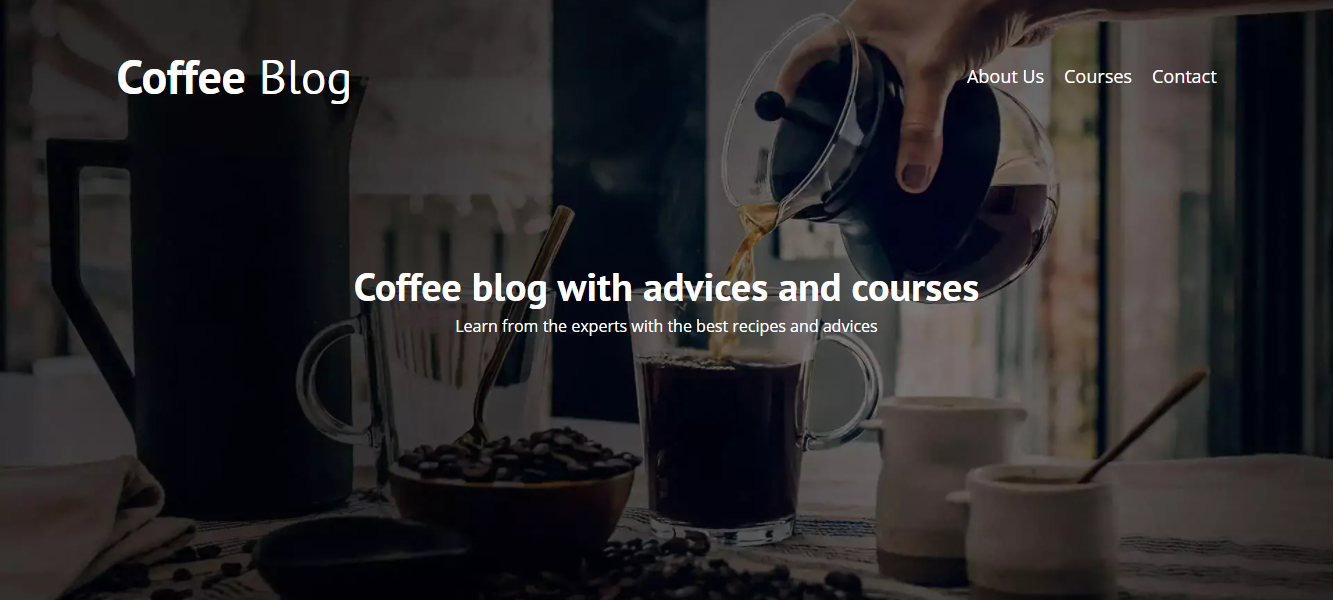 Coffee Blog
About Us Courses Contact
Coffee blog with advices and courses
Learn from the experts with the best recipes and advices